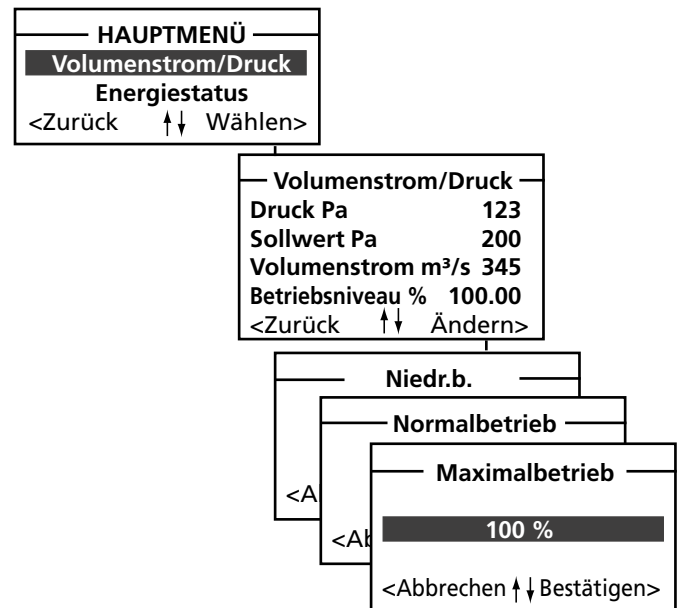 HAUPTMENÜ
Volumenstrom/Druck
Energiestatus
<Zurück ↑↓ Wählen>
Volumenstrom/Druck
Druck Pa 123
Sollwert Pa 200
Volumenstrom m³/s 345
Betriebsniveau % 100.00
<Zurück ↑↓ Ändern>
Niedr.b.
<A
Normalbetrieb
<Ab
Maximalbetrieb
100 %
<Abbrechen ↑↓ Bestätigen>